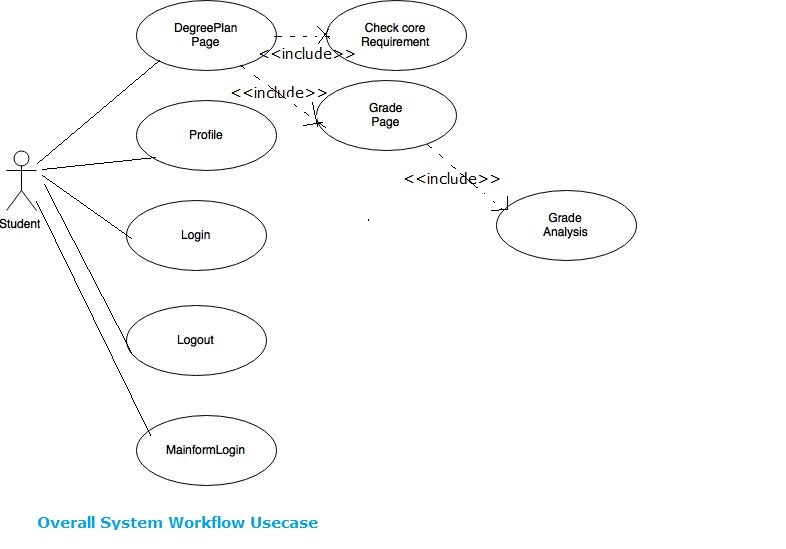 DegreePlan
Page
Check core
Requirement
<<include>>
<<include>>
Grade
Page
Profile
<<include>>
Student
Login
Grade
Analysis
Logout
MainformLogin
Overall System Workflow Usecase